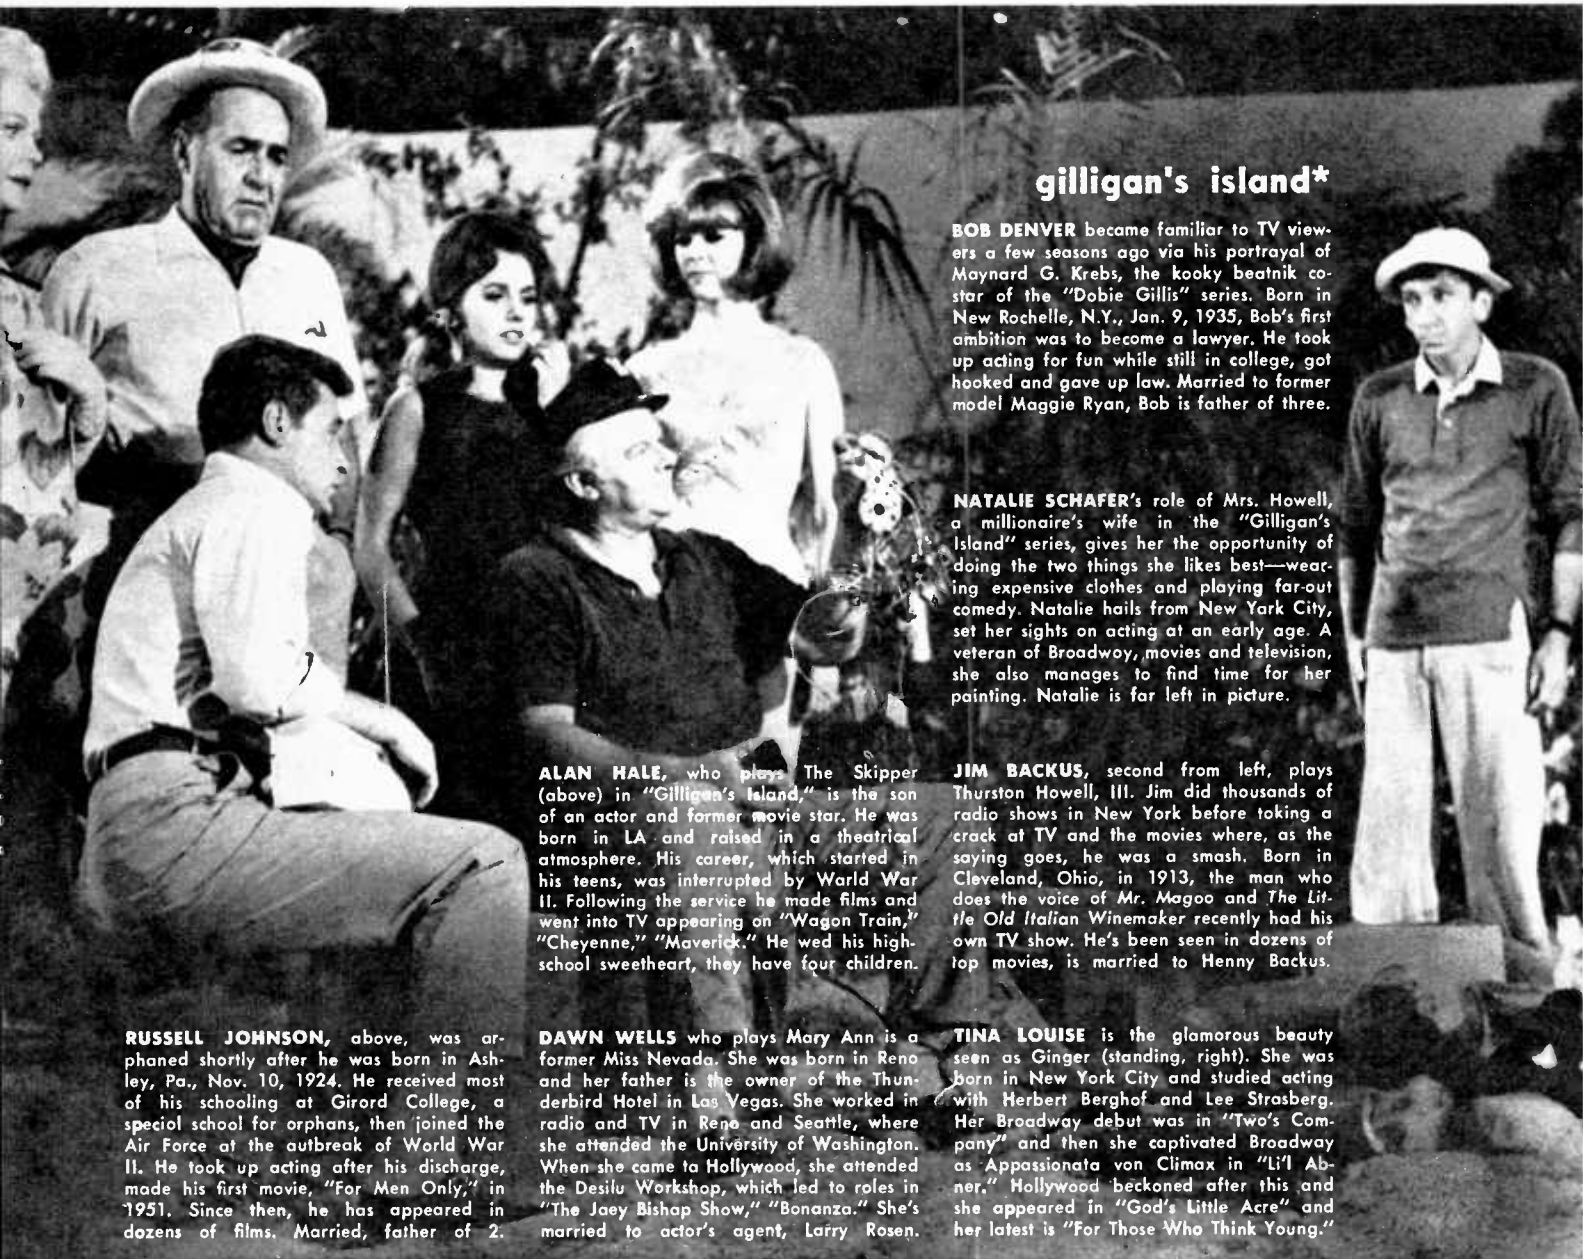 gilligan's island*
BOB DENVER became familiar to TV view-
ers a few seasons ago via his portrayal of
Maynard G. Krebs, the kooky beatnik co-
star of the "Dobie Gillis" series. Born in
New Rochelle, N.Y., Jan. 9, 1935, Bob's first
ambition was to become a lawyer. He took
up acting for fun while still in college, got
hooked and gave up law. Married to former
model Maggie Ryan, Bob is father of three.
NATALIE SCHAFER's role of Mrs. Howell,
a millionaire's wife in the "Gilligan's
Island" series, gives her the opportunity of
doing the two things she likes best—wear-
ing expensive clothes and playing far-out
comedy. Natalie hails from New York City,
set her sights on acting at an early age. A
veteran of Broadway, movies and television,
she also manages to find time for her
painting. Natalie is far left in picture.
ALAN HALE, who plays The Skipper
(above) in "Gilligan's Island," is the son
of an actor and former movie star. He was
born in LA and raised in a theatrical
atmosphere. His career, which started in
his teens, was interrupted by World War
II. Following the service he made films and
went into TV appearing on "Wagon Train,"
"Cheyenne," "Maverick." He wed his high-
school sweetheart, they have four children.
JIM BACKUS, second from left, plays
Thurston Howell, III. Jim did thousands of
radio shows in New York before taking a
crack at TV and the movies where, as the
saying goes, he was a smash. Born in
Cleveland, Ohio, in 1913, the man who
does the voice of Mr. Magoo and The Lit-
tle Old Italian Winemaker recently had his
own TV show. He's been seen in dozens of
top movies, is married to Henny Backus.
RUSSELL JOHNSON, above, was or-
phaned shortly after he was born in Ash-
ley, Pa., Nov. 10, 1924. He received most
of his schooling at Girard College, a
special school for orphans, then joined the
Air Force at the outbreak of World War
II. He took up acting after his discharge,
made his first movie, "For Men Only," in
1951. Since then, he has appeared in
dozens of films. Married, father of 2.
DAWN WELLS who plays Mary Ann is a
former Miss Nevada. She was born in Reno
and her father is the owner of the Thun-
derbird Hotel in Las Vegas. She worked in
radio and TV in Reno and Seattle, where
she attended the University of Washington.
When she came to Hollywood, she attended
the Desilu Workshop, which led to roles in
"The Joey Bishop Show," "Bonanza." She's
married to actor's agent, Larry Rosen.
TINA LOUISE is the glamorous beauty
seen as Ginger (standing, right). She was
born in New York City and studied acting
with Herbert Berghof and Lee Strasberg.
Her Broadway debut was in "Two's Com-
pany" and then she captivated Broadway
as Appassionata von Climax in "Li'l Ab-
ner." Hollywood beckoned after this and
she appeared in "God's Little Acre" and
her latest is "For Those Who Think Young."